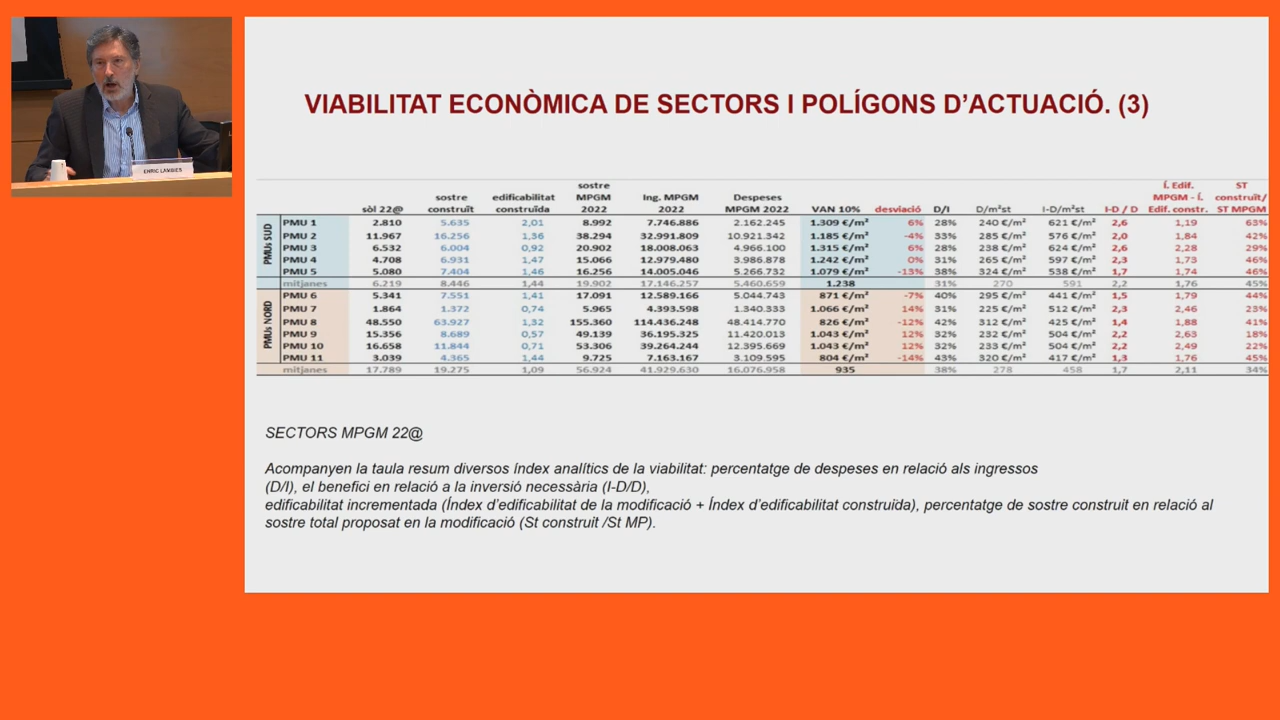 ENRIC LAMBIES
VIABILITAT ECONÒMICA DE SECTORS I POLÍGONS D'ACTUACIÓ. (3)
sòl 22@ sostre construït edificabilitat construïda sostre MPGM 2022 Ing. MPGM 2022 Despeses MPGM 2022 VAN 10% desviació D/I D/m²st I-D/m²st I-D / D Í. Edif. MPGM - Í. Edif. constr. ST construït/ ST MPGM
PMUs SUD
PMU 1 2.810 5.635 2,01 8.992 7.746.886 2.162.245 1.309 €/m² 6% 28% 240 €/m² 621 €/m² 2,6 1,19 63%
PMU 2 11.967 16.256 1,36 38.294 32.991.809 10.921.342 1.185 €/m² -4% 33% 285 €/m² 576 €/m² 2,0 1,84 42%
PMU 3 6.532 6.004 0,92 20.902 18.008.063 4.966.100 1.315 €/m² 6% 28% 238 €/m² 624 €/m² 2,6 2,28 29%
PMU 4 4.708 6.931 1,47 15.066 12.979.480 3.986.878 1.242 €/m² 0% 31% 265 €/m² 597 €/m² 2,3 1,73 46%
PMU 5 5.080 7.404 1,46 16.256 14.005.046 5.266.732 1.079 €/m² -13% 38% 324 €/m² 538 €/m² 1,7 1,74 46%
mitjanes 6.219 8.446 1,44 19.902 17.146.257 5.460.659 1.238 31% 270 591 2,2 1,76 45%
PMUs NORD
PMU 6 5.341 7.551 1,41 17.091 12.589.166 5.044.743 871 €/m² -7% 40% 295 €/m² 441 €/m² 1,5 1,79 44%
PMU 7 1.864 1.372 0,74 5.965 4.393.598 1.340.333 1.066 €/m² 14% 31% 225 €/m² 512 €/m² 2,3 2,46 23%
PMU 8 48.550 63.927 1,32 155.360 114.436.248 48.414.770 826 €/m² -12% 42% 312 €/m² 425 €/m² 1,4 1,88 41%
PMU 9 15.356 8.689 0,57 49.139 36.195.325 11.420.013 1.043 €/m² 12% 32% 232 €/m² 504 €/m² 2,2 2,63 18%
PMU 10 16.658 11.844 0,71 53.306 39.264.244 12.395.669 1.043 €/m² 12% 32% 233 €/m² 504 €/m² 2,2 2,49 22%
PMU 11 3.039 4.365 1,44 9.725 7.163.167 3.109.595 804 €/m² -14% 43% 320 €/m² 417 €/m² 1,3 1,76 45%
mitjanes 17.789 19.275 1,09 56.924 41.929.630 16.076.958 935 38% 278 458 1,7 2,11 34%
SECTORS MPGM 22@
Acompanyen la taula resum diversos índex analítics de la viabilitat: percentatge de despeses en relació als ingressos
(D/I), el benefici en relació a la inversió necessària (I-D/D),
edificabilitat incrementada (Índex d'edificabilitat de la modificació + Índex d'edificabilitat construïda), percentatge de sostre construit en relació al
sostre total proposat en la modificació (St construit /St MP).